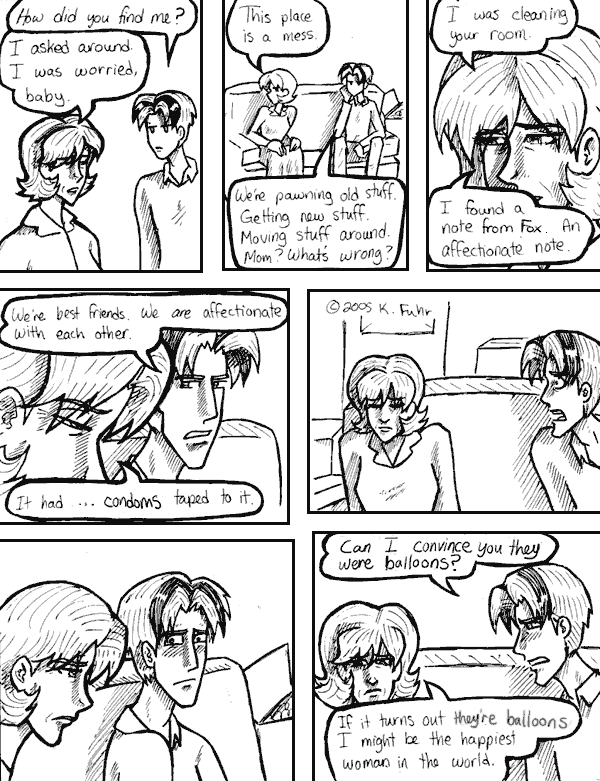 How did you find me?
I asked around.
I was worried,
baby.
This place
is a mess.
We're pawning old stuff.
Getting new stuff.
Moving stuff around.
Mom? What's wrong?
I was cleaning
your room.
I found a
note from Fox. An
affectionate note.
We're best friends. We are affectionate
with each other.
It had .... condoms taped to it.
© 2005 K. Fuhr
Can I convince you they
were balloons?
If it turns out they're balloons
I might be the happiest
woman in the world.